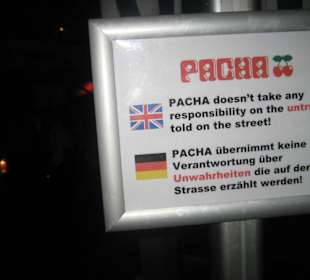 PACHA
PACHA doesn't take any
responsibility on the
told on the street!
PACHA übernimmt keine
Verantwortung über
Unwahrheiten die auf der
Strasse erzählt werden!